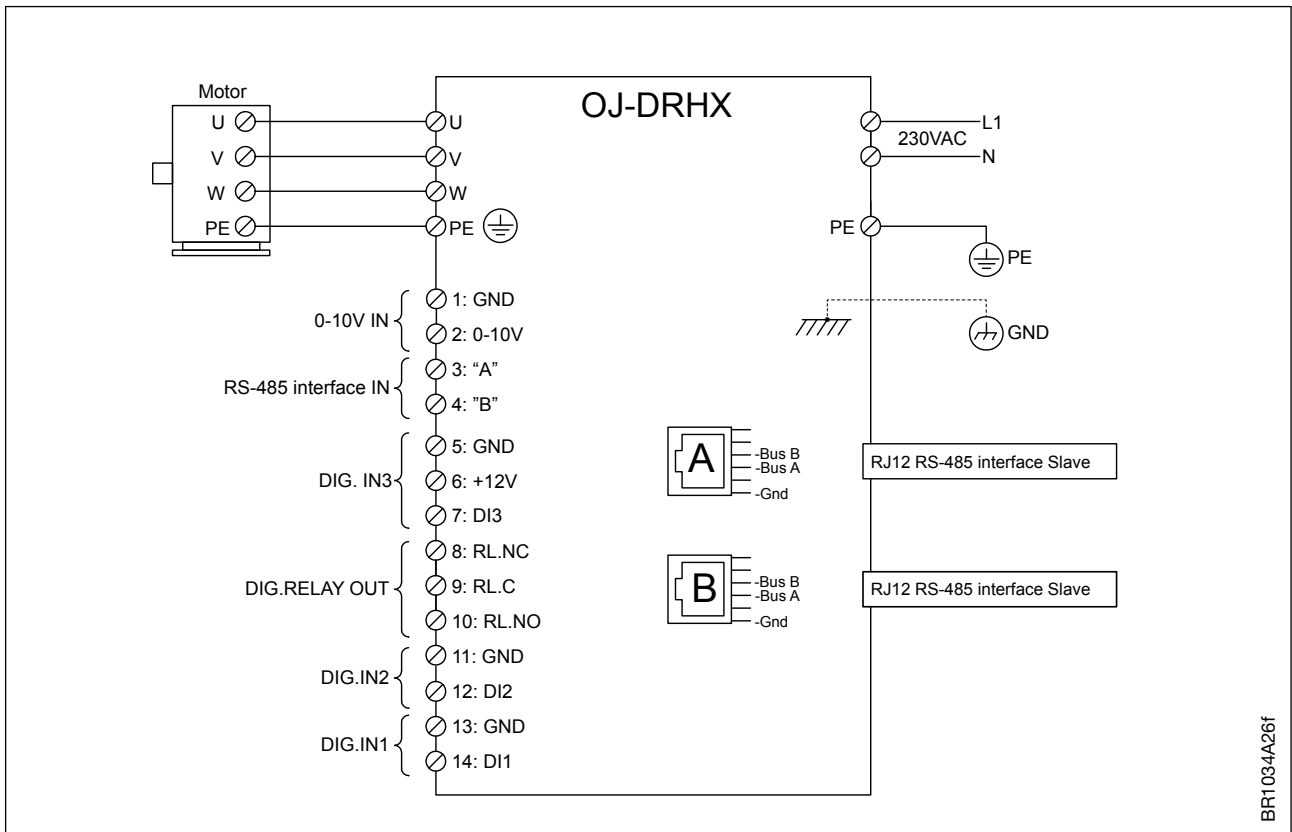 OJ-DRHX
Motor
U
V
W
PE
U
V
W
PE
L1
230VAC
N
PE
PE
GND
0-10V IN
1: GND
2: 0-10V
RS-485 interface IN
3: “A”
4: ”B”
DIG. IN3
5: GND
6: +12V
7: DI3
DIG.RELAY OUT
8: RL.NC
9: RL.C
10: RL.NO
DIG.IN2
11: GND
12: DI2
DIG.IN1
13: GND
14: DI1
A
-Bus B
-Bus A
-Gnd
RJ12 RS-485 interface Slave
B
-Bus B
-Bus A
-Gnd
RJ12 RS-485 interface Slave
BR1034A26f